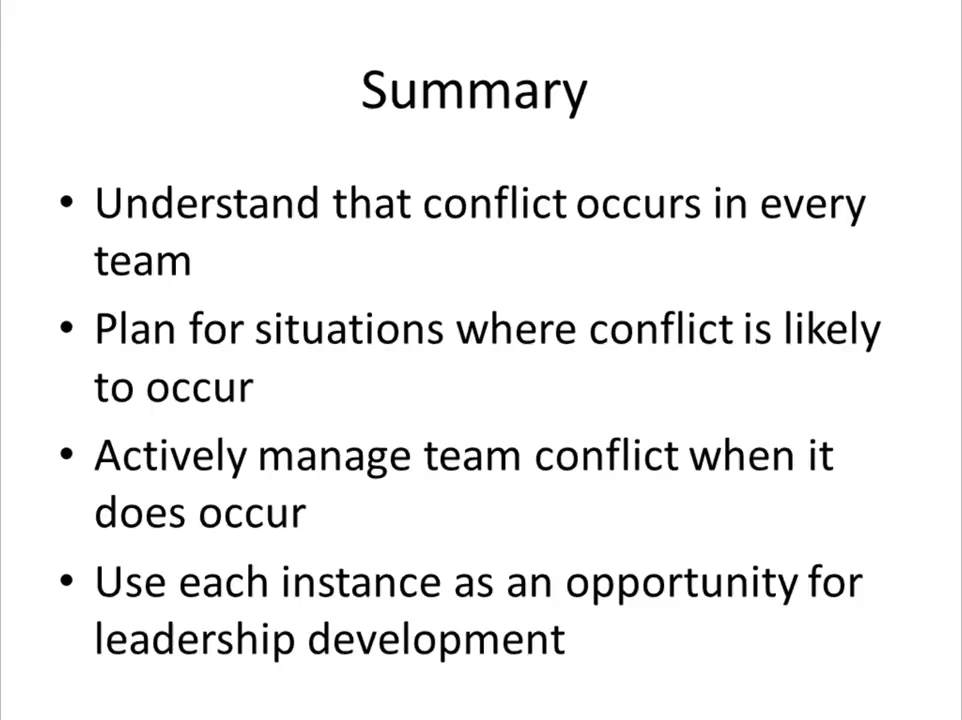 Summary
• Understand that conflict occurs in every
team
• Plan for situations where conflict is likely
to occur
• Actively manage team conflict when it
does occur
• Use each instance as an opportunity for
leadership development